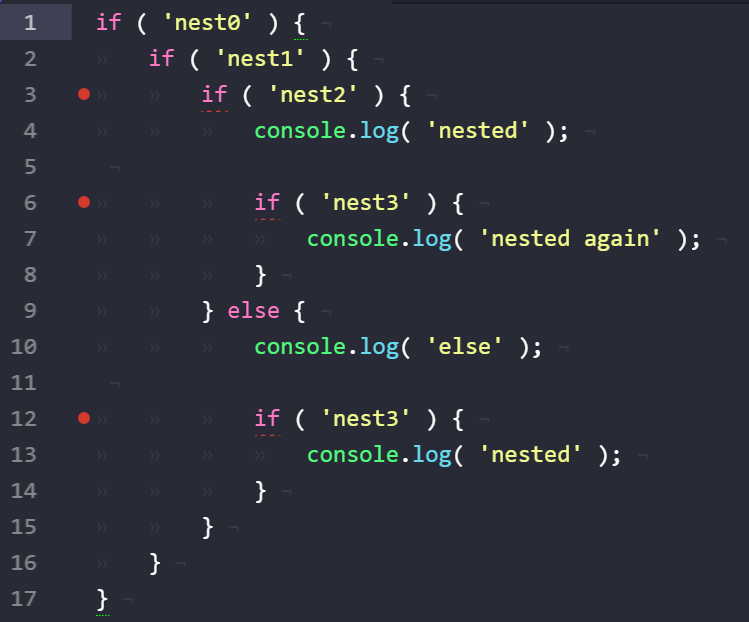 1 if ( 'nest0' ) {
2 if ( 'nest1' ) {
3 if ( 'nest2' ) {
4 console.log( 'nested' );
5
6 if ( 'nest3' ) {
7 console.log( 'nested again' );
8 }
9 } else {
10 console.log( 'else' );
11
12 if ( 'nest3' ) {
13 console.log( 'nested' );
14 }
15 }
16 }
17 }